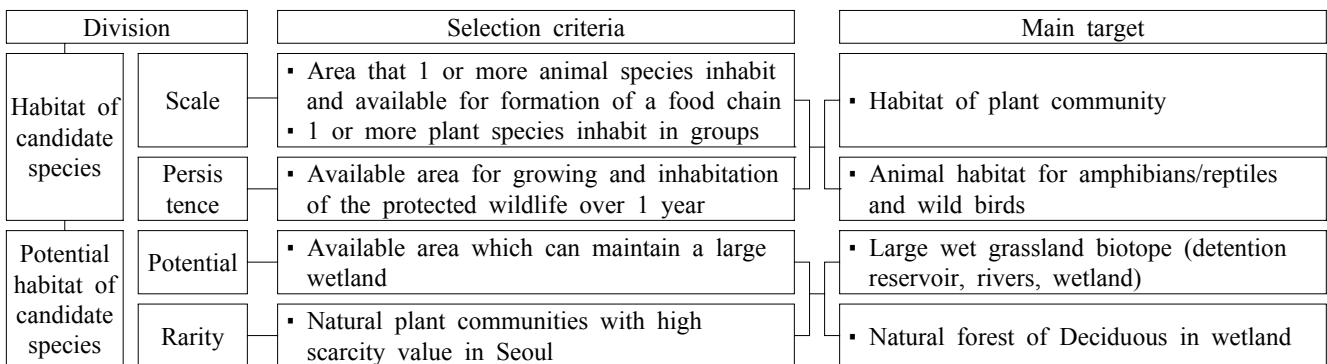 Division
Selection criteria
Main target
Habitat of
candidate
species
Scale
▪ Area that 1 or more animal species inhabit
and available for formation of a food chain
▪ 1 or more plant species inhabit in groups
▪ Habitat of plant community
Persis
tence
▪ Available area for growing and inhabitation
of the protected wildlife over 1 year
▪ Animal habitat for amphibians/reptiles
and wild birds
Potential
habitat of
candidate
species
Potential
▪ Available area which can maintain a large
wetland
▪ Large wet grassland biotope (detention
reservoir, rivers, wetland)
Rarity
▪ Natural plant communities with high
scarcity value in Seoul
▪ Natural forest of Deciduous in wetland